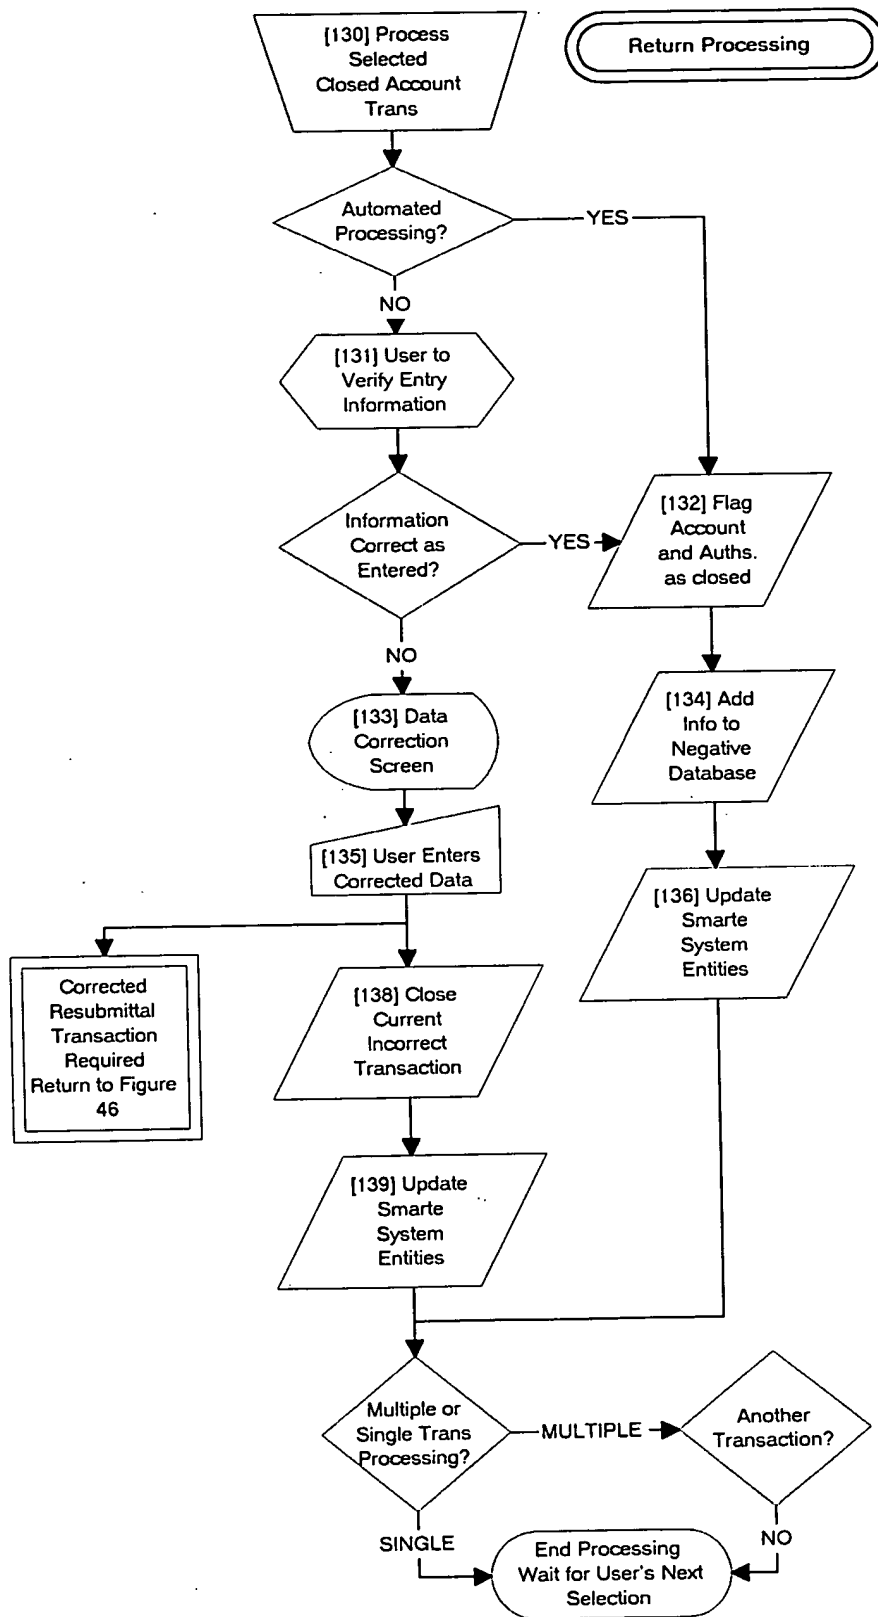 [130] Process
Selected
Closed Account
Trans
Return Processing
Automated
Processing?
YES
NO
[131] User to
Verify Entry
Information
Information
Correct as
Entered?
YES
[132] Flag
Account
and Auths.
as closed
NO
[133] Data
Correction
Screen
[134] Add
Info to
Negative
Database
[135] User Enters
Corrected Data
[136] Update
Smarte
System
Entities
Corrected
Resubmittal
Transaction
Required
Return to Figure
46
[138] Close
Current
Incorrect
Transaction
[139] Update
Smarte
System
Entities
Multiple or
Single Trans
Processing?
MULTIPLE
Another
Transaction?
SINGLE
NO
End Processing
Wait for User's Next
Selection